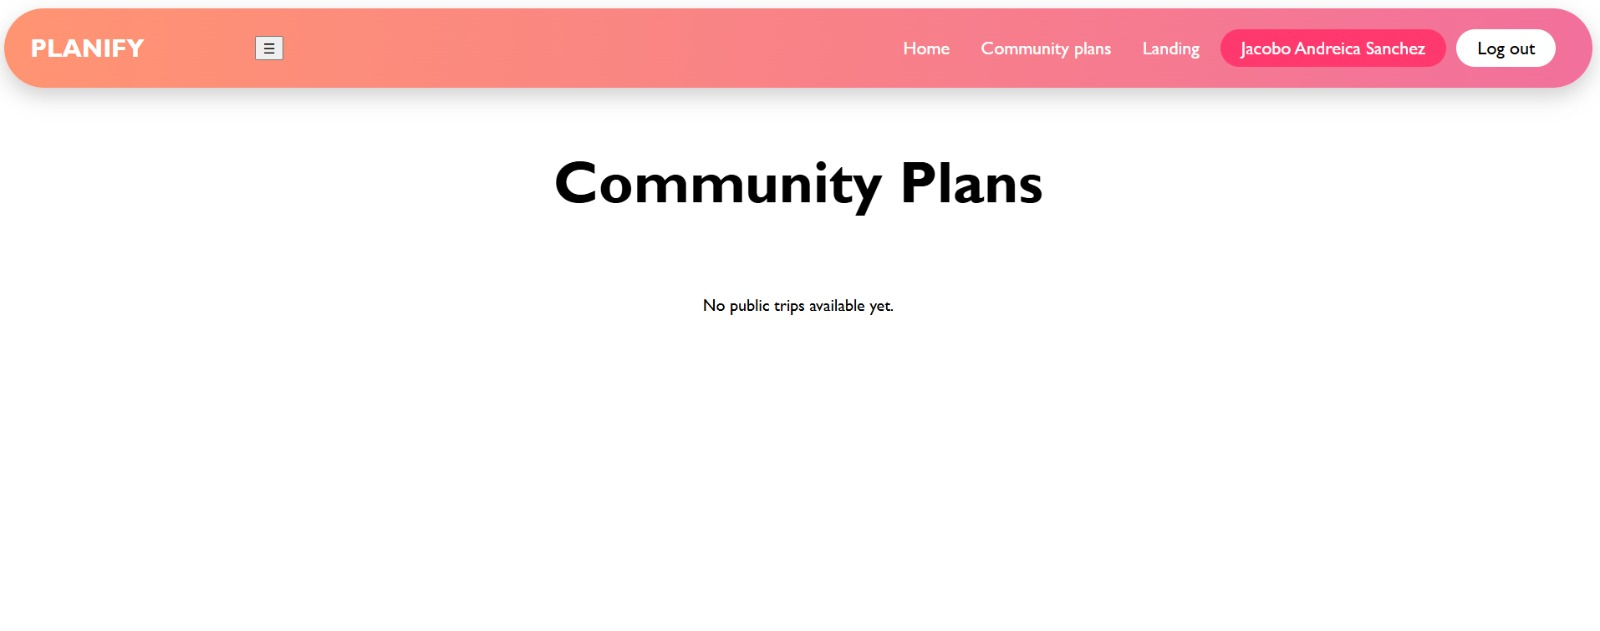 PLANIFY ☰ Home Community plans Landing Jacobo Andreica Sanchez Log out
Community Plans
No public trips available yet.